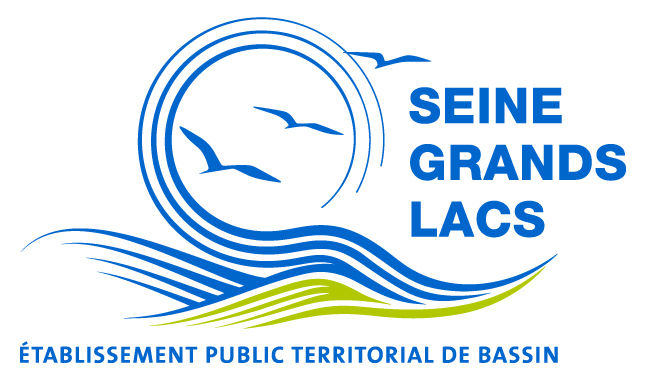 SEINE
GRANDS
LACS
ÉTABLISSEMENT PUBLIC TERRITORIAL DE BASSIN